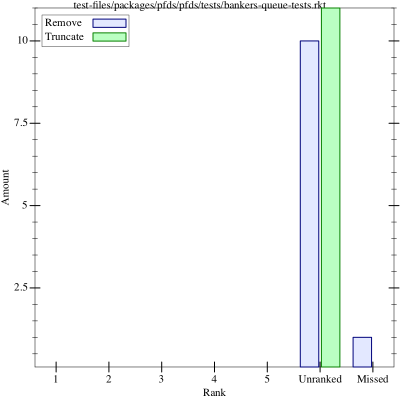 test-files/packages/pfds/pfds/tests/bankers-queue-tests.rkt
Remove
Truncate
10
7.5
5
2.5
Amount
1 2 3 4 5 Unranked Missed
Rank